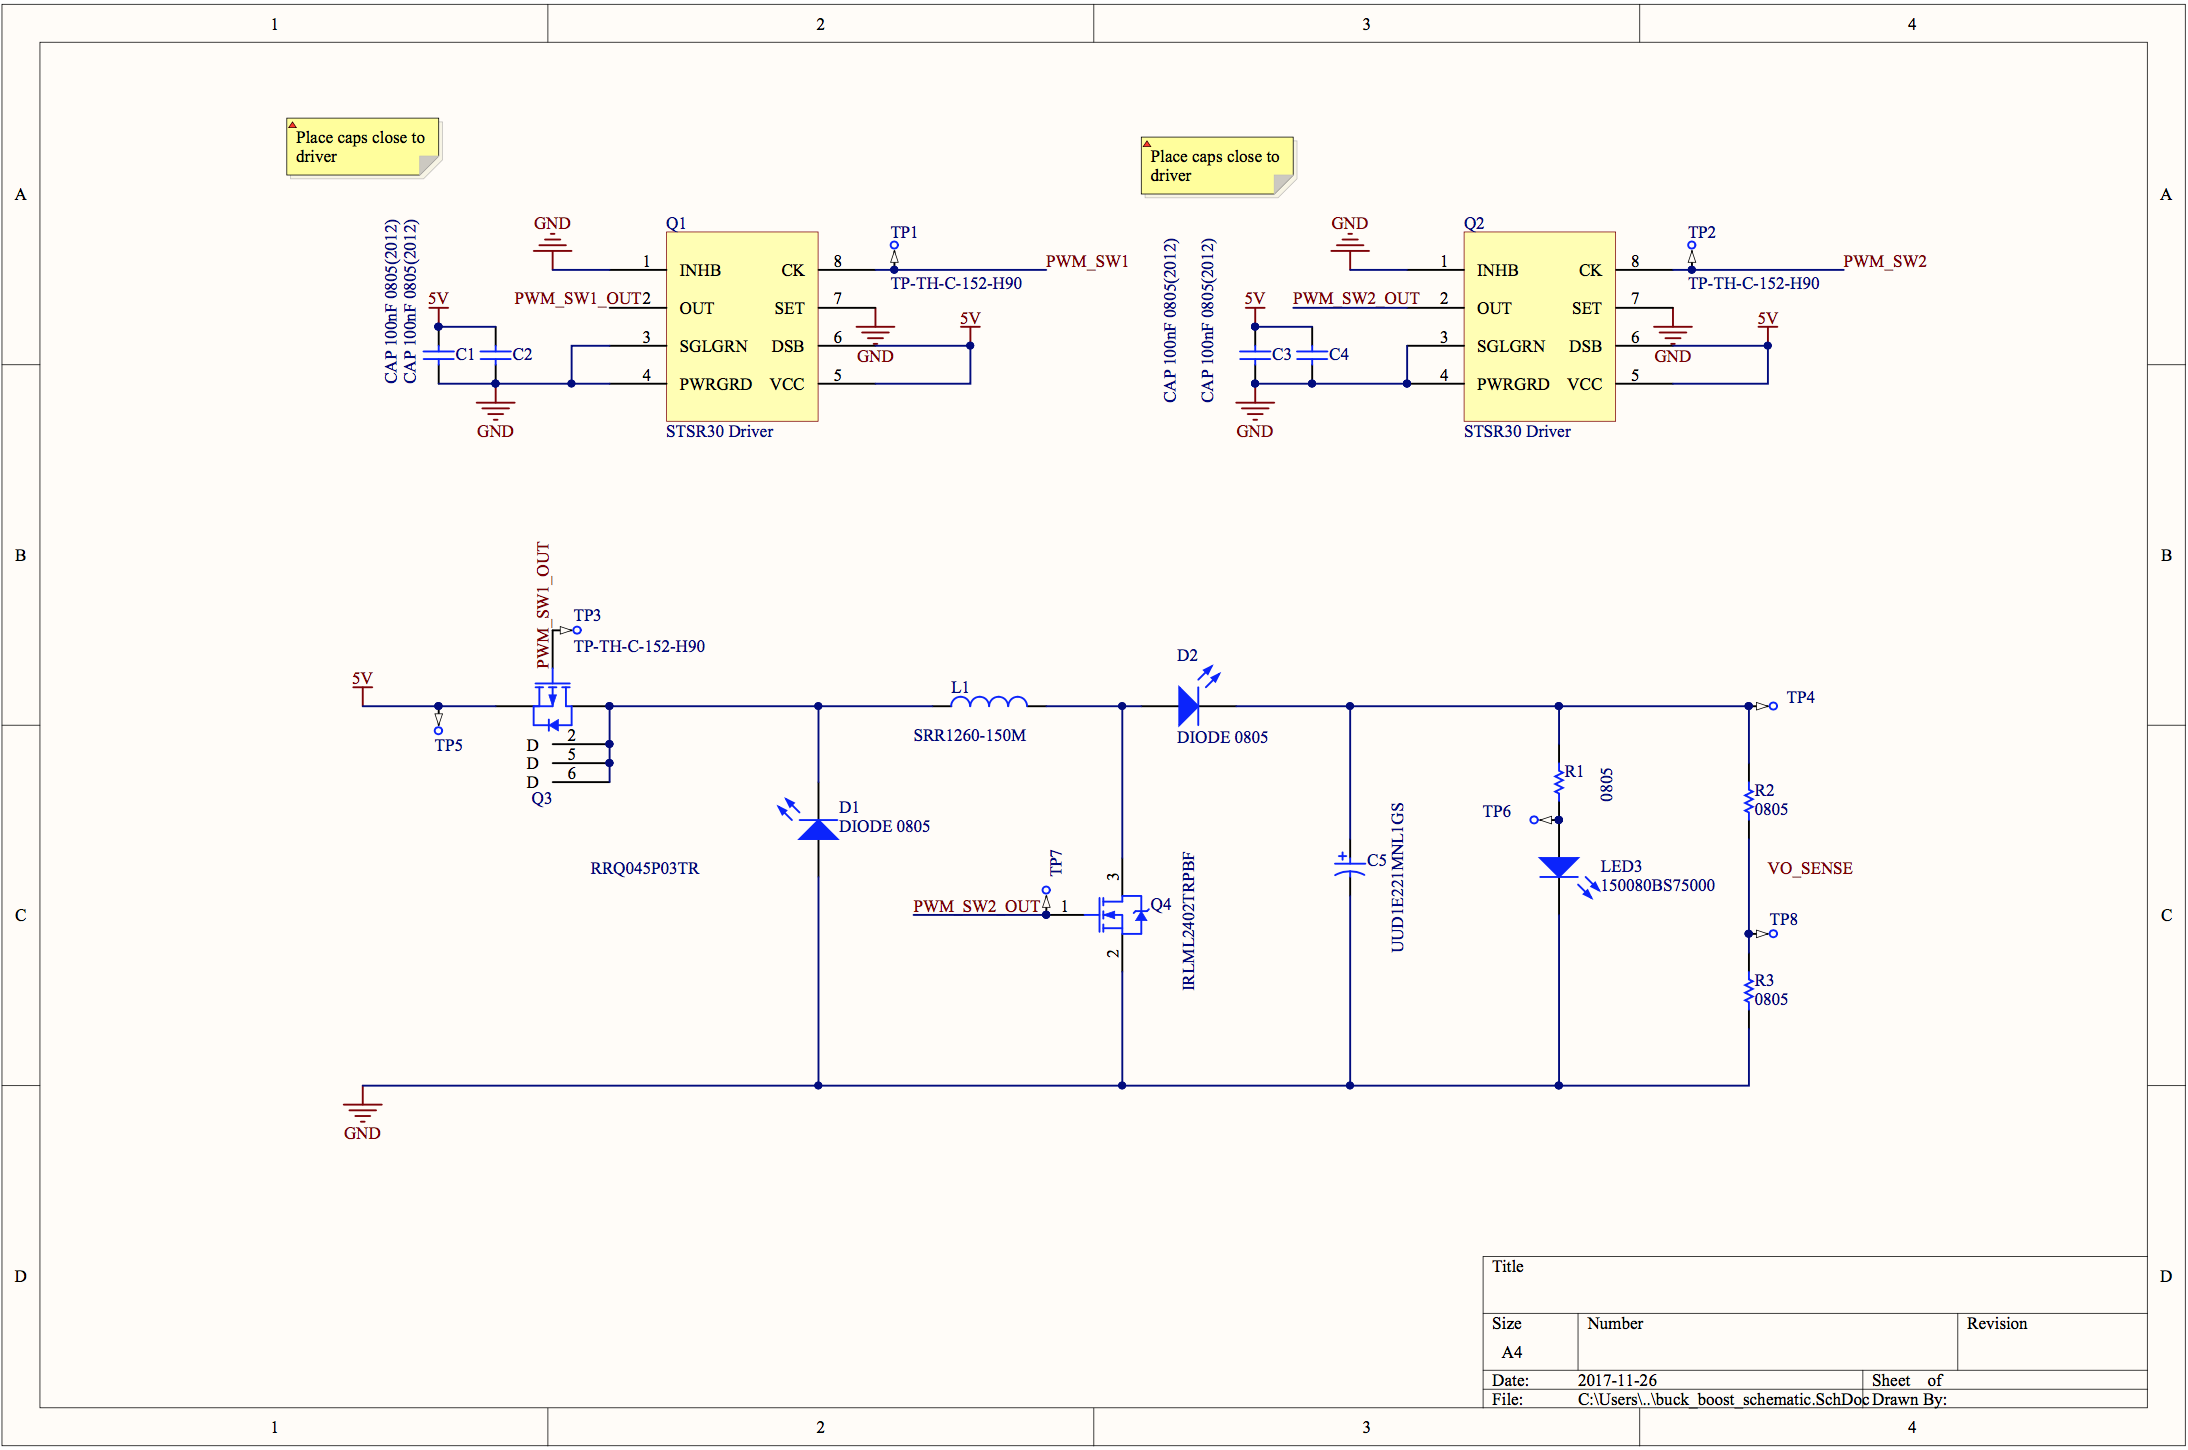 1
2
3
4
A
A
Place caps close to
driver
Place caps close to
driver
CAP 100nF 0805(2012)
CAP 100nF 0805(2012)
5V
C1
C2
GND
GND
PWM_SW1_OUT
Q1
1
2
3
4
INHB
OUT
SGLGRN
PWRGRD
CK
SET
DSB
VCC
8
7
6
5
STSR30 Driver
TP1
TP-TH-C-152-H90
PWM_SW1
GND
5V
CAP 100nF 0805(2012)
CAP 100nF 0805(2012)
5V
C3
C4
GND
GND
PWM_SW2_OUT
Q2
1
2
3
4
INHB
OUT
SGLGRN
PWRGRD
CK
SET
DSB
VCC
8
7
6
5
STSR30 Driver
TP2
TP-TH-C-152-H90
PWM_SW2
GND
5V
B
B
PWM_SW1_OUT
TP3
TP-TH-C-152-H90
5V
TP5
D 2
D 5
D 6
Q3
RRQ045P03TR
L1
SRR1260-150M
D2
DIODE 0805
TP4
D1
DIODE 0805
TP7
PWM_SW2_OUT
1
3
2
Q4
IRLML2402TRPBF
C5
UUD1E221MNL1GS
R1
0805
TP6
LED3
150080BS75000
R2
0805
VO_SENSE
TP8
R3
0805
C
C
GND
D
D
Title
Size
A4
Number
Revision
Date: 2017-11-26
Sheet of
File: C:\Users\..\buck_boost_schematic.SchDoc
Drawn By:
1
2
3
4